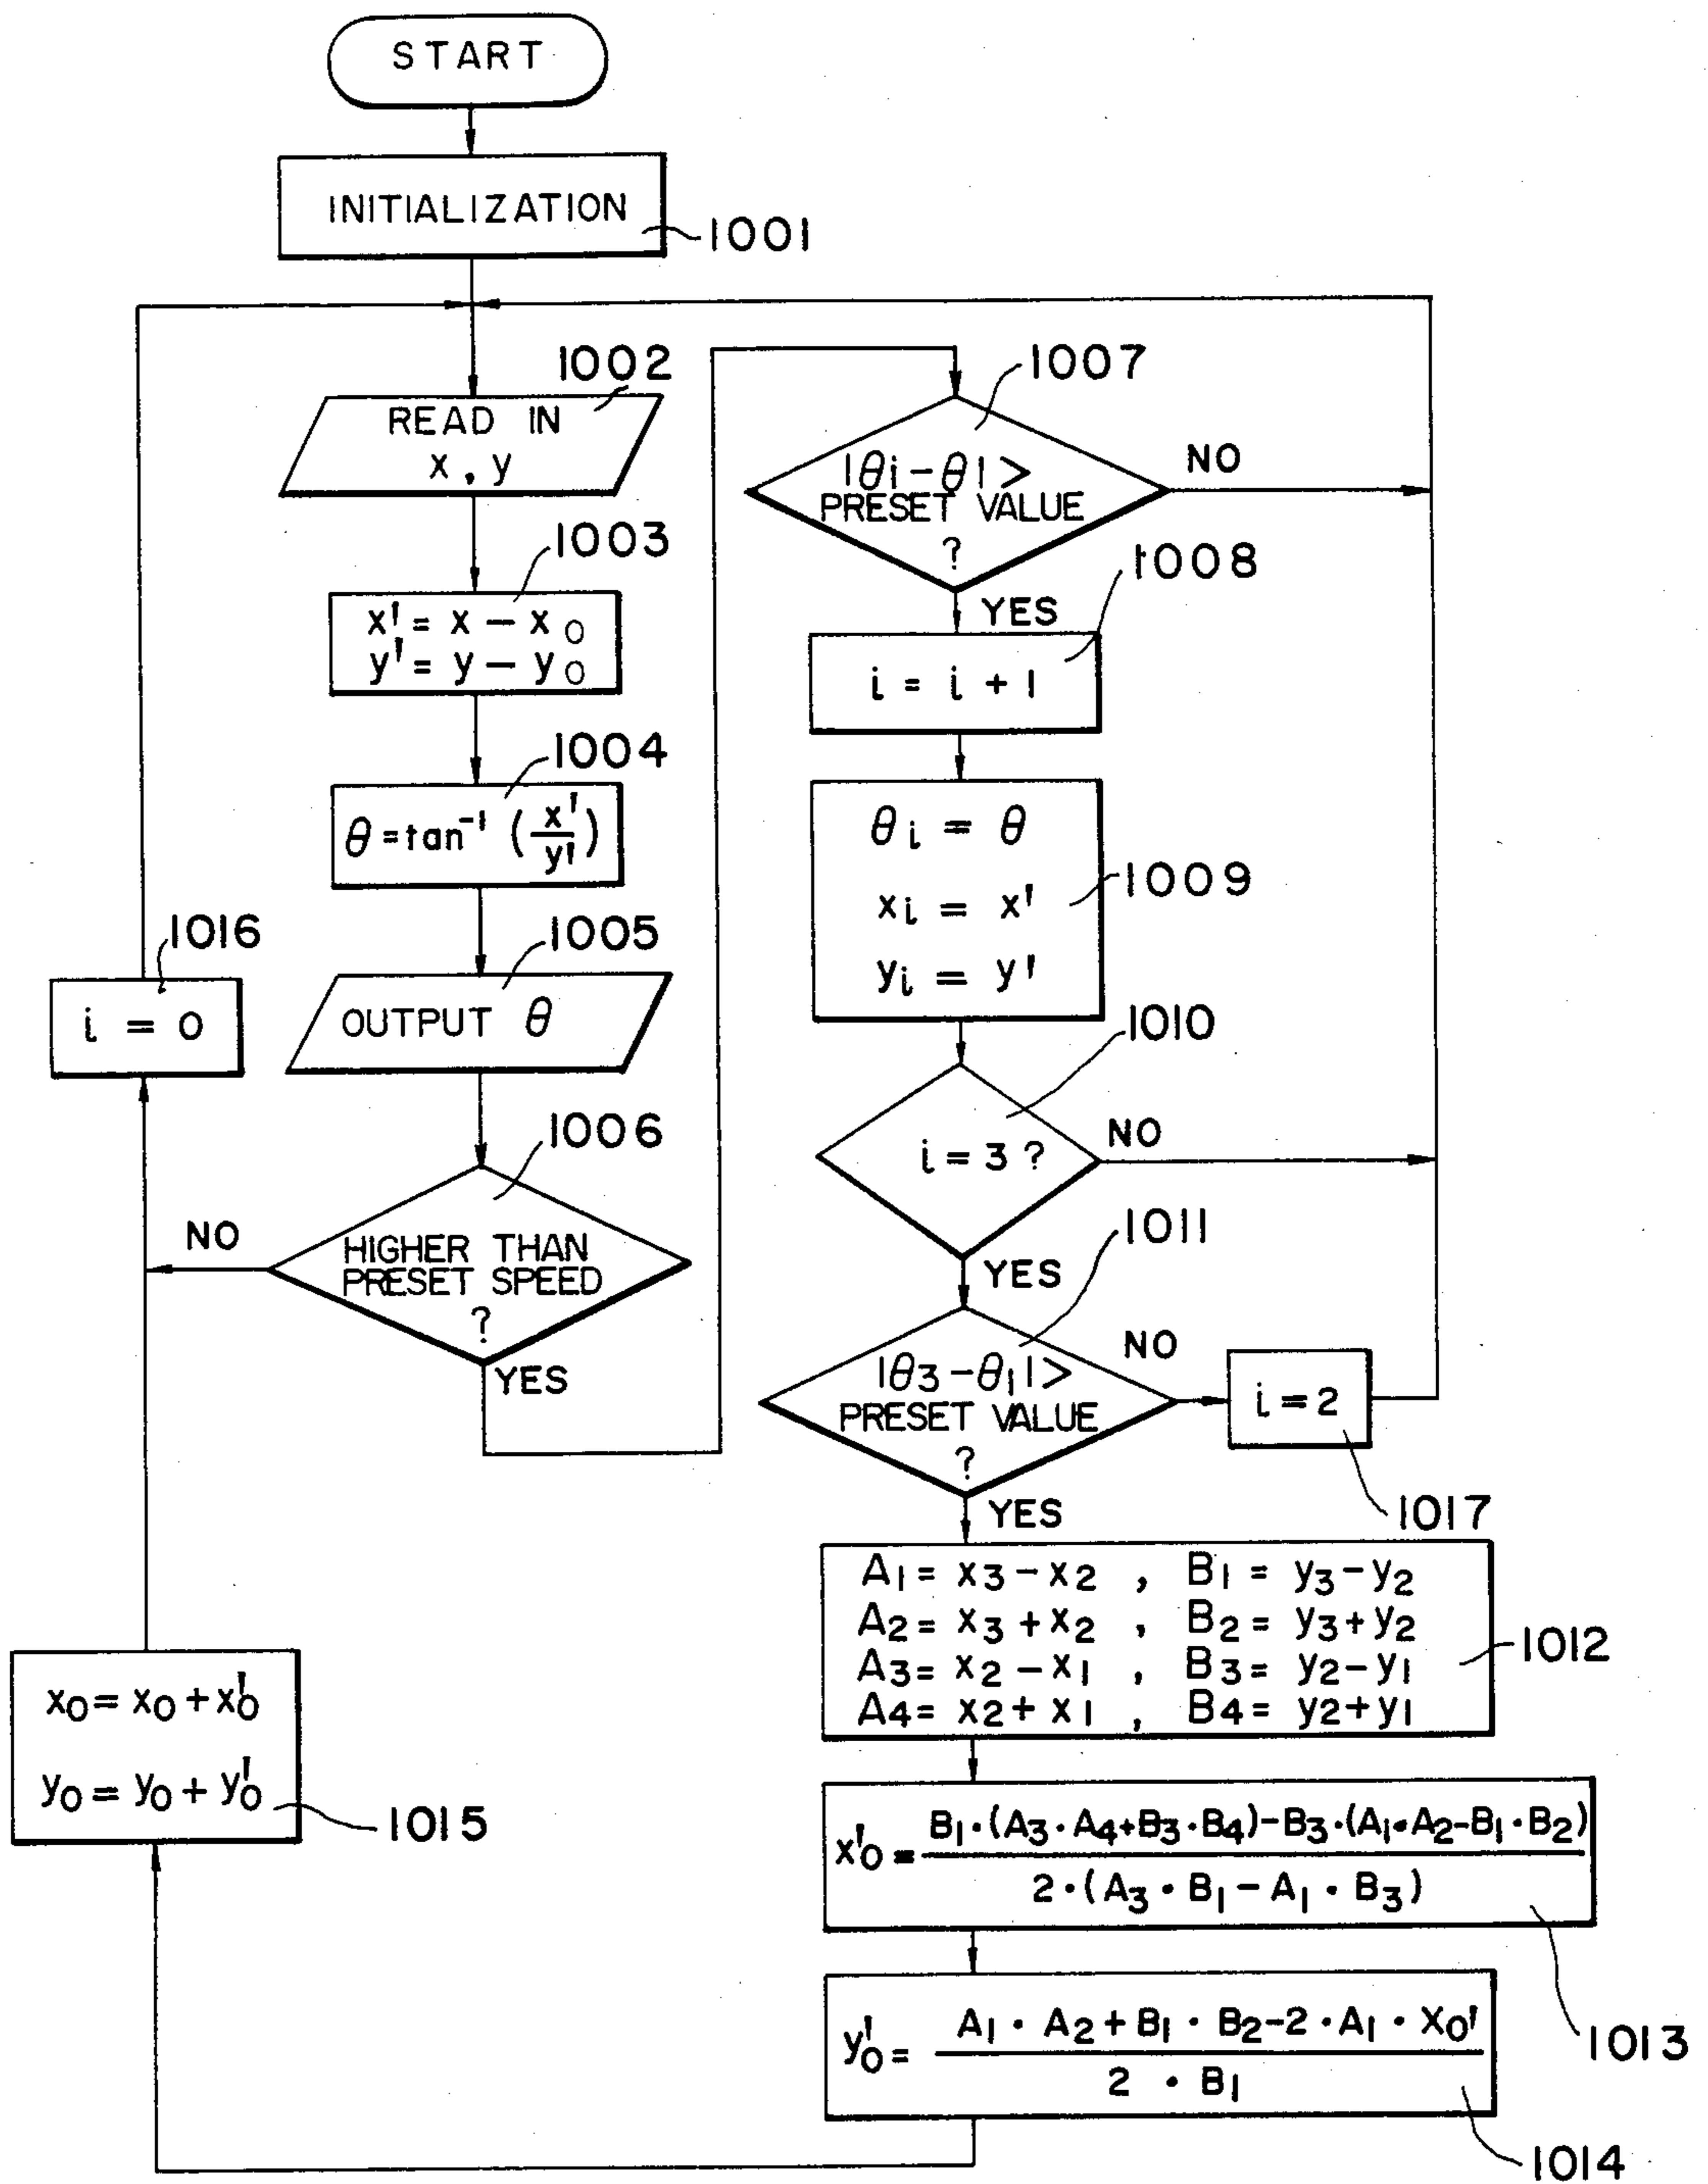 START
INITIALIZATION
1001
1002
READ IN
x, y
1003
x' = x − x₀
y' = y − y₀
1004
θ = tan⁻¹ (x'/y')
1005
OUTPUT θ
1006
HIGHER THAN
PRESET SPEED
?
NO
YES
1016
i = 0
1007
|θi − θ| >
PRESET VALUE
?
NO
YES
1008
i = i + 1
θi = θ
xi = x'
yi = y'
1009
1010
i = 3 ?
NO
YES
1011
|θ3 − θ1| >
PRESET VALUE
?
NO
YES
i = 2
1017
A1 = x3 − x2 , B1 = y3 − y2
A2 = x3 + x2 , B2 = y3 + y2
A3 = x2 − x1 , B3 = y2 − y1
A4 = x2 + x1 , B4 = y2 + y1
1012
x'0 = B1·(A3·A4+B3·B4)−B3·(A1·A2−B1·B2) / 2·(A3·B1−A1·B3)
1013
y'0 = A1·A2+B1·B2−2·A1·X0' / 2·B1
1014
x0 = x0 + x'0
y0 = y0 + y'0
1015